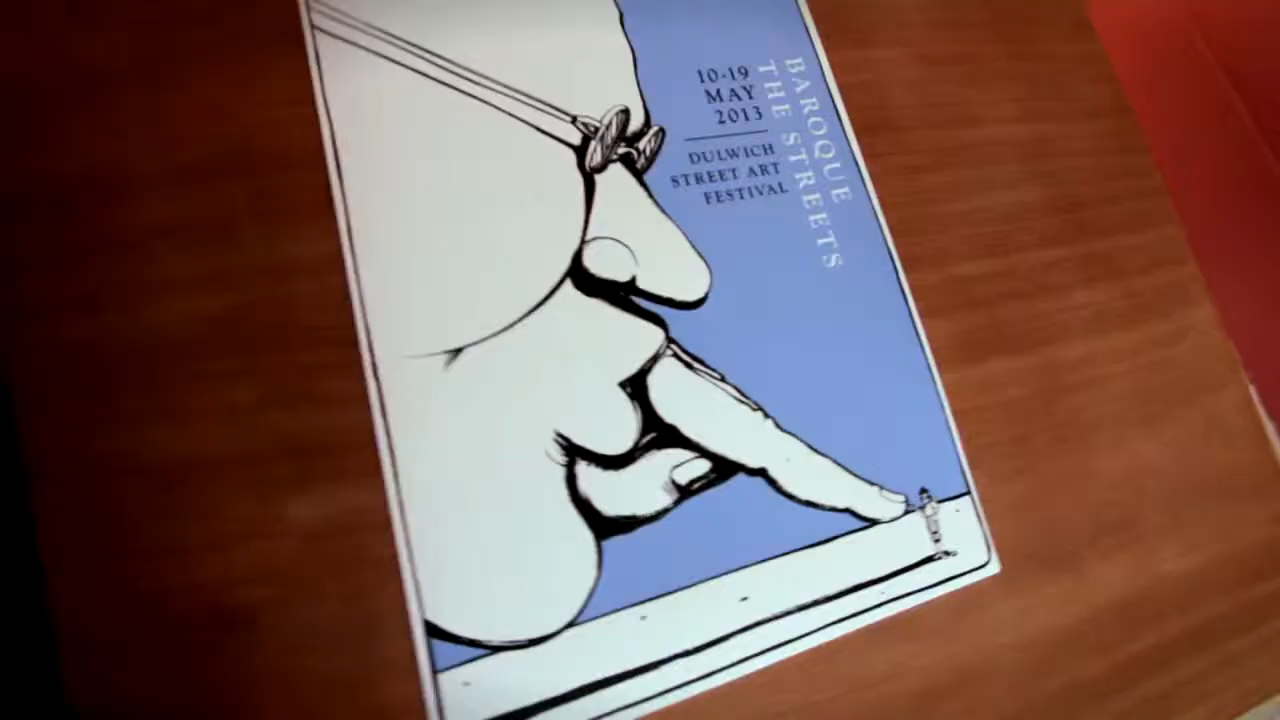 BAROQUE
THE STREETS
10-19
MAY
2013
DULWICH
STREET ART
FESTIVAL